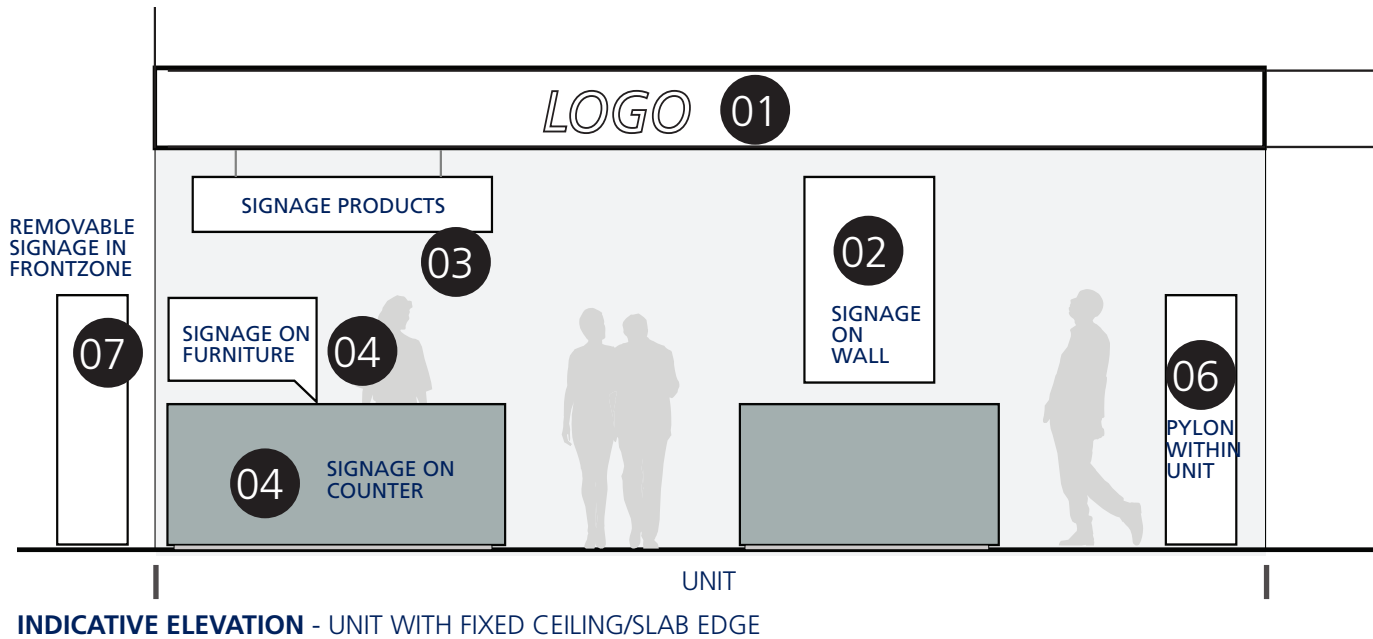 LOGO 01
SIGNAGE PRODUCTS
03
REMOVABLE
SIGNAGE IN
FRONTZONE
07
SIGNAGE ON
FURNITURE
04
02
SIGNAGE
ON
WALL
06
PYLON
WITHIN
UNIT
04
SIGNAGE ON
COUNTER
UNIT
INDICATIVE ELEVATION - UNIT WITH FIXED CEILING/SLAB EDGE